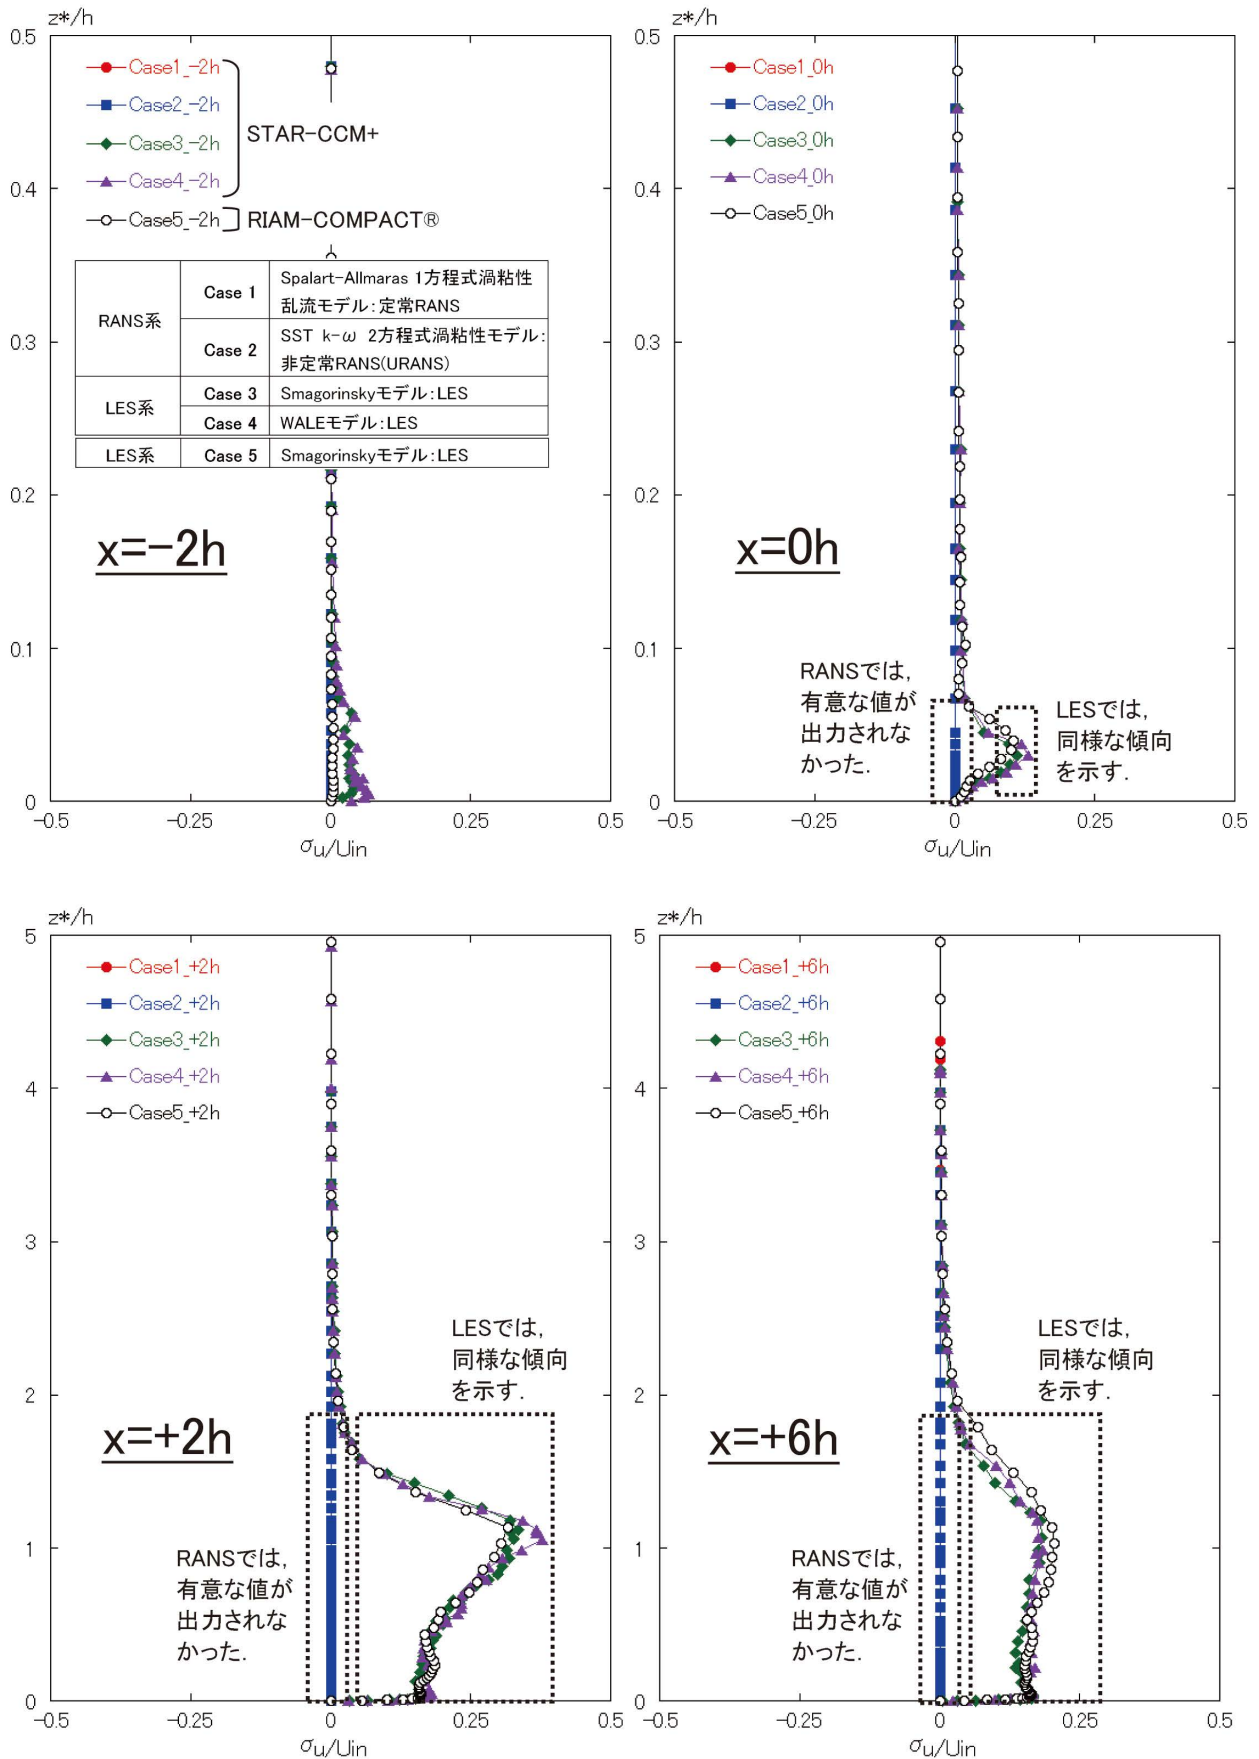 z*/h
0.5
0.4
0.3
0.2
0.1
0
-0.5
-0.25
0
0.25
0.5
σu/Uin
Case1_-2h
Case2_-2h
Case3_-2h
Case4_-2h
STAR-CCM+
Case5_-2h
RIAM-COMPACT®
RANS系
Case 1
Spalart-Allmaras 1方程式渦粘性
乱流モデル:定常RANS
Case 2
SST k-ω 2方程式渦粘性モデル:
非定常RANS(URANS)
LES系
Case 3
Smagorinskyモデル:LES
Case 4
WALEモデル:LES
LES系
Case 5
Smagorinskyモデル:LES
x=-2h
z*/h
0.5
0.4
0.3
0.2
0.1
0
-0.5
-0.25
0
0.25
0.5
σu/Uin
Case1_0h
Case2_0h
Case3_0h
Case4_0h
Case5_0h
x=0h
RANSでは,
有意な値が
出力されな
かった.
LESでは,
同様な傾向
を示す.
z*/h
5
4
3
2
1
0
-0.5
-0.25
0
0.25
0.5
σu/Uin
Case1_+2h
Case2_+2h
Case3_+2h
Case4_+2h
Case5_+2h
LESでは,
同様な傾向
を示す.
x=+2h
RANSでは,
有意な値が
出力されな
かった.
z*/h
5
4
3
2
1
0
-0.5
-0.25
0
0.25
0.5
σu/Uin
Case1_+6h
Case2_+6h
Case3_+6h
Case4_+6h
Case5_+6h
LESでは,
同様な傾向
を示す.
x=+6h
RANSでは,
有意な値が
出力されな
かった.